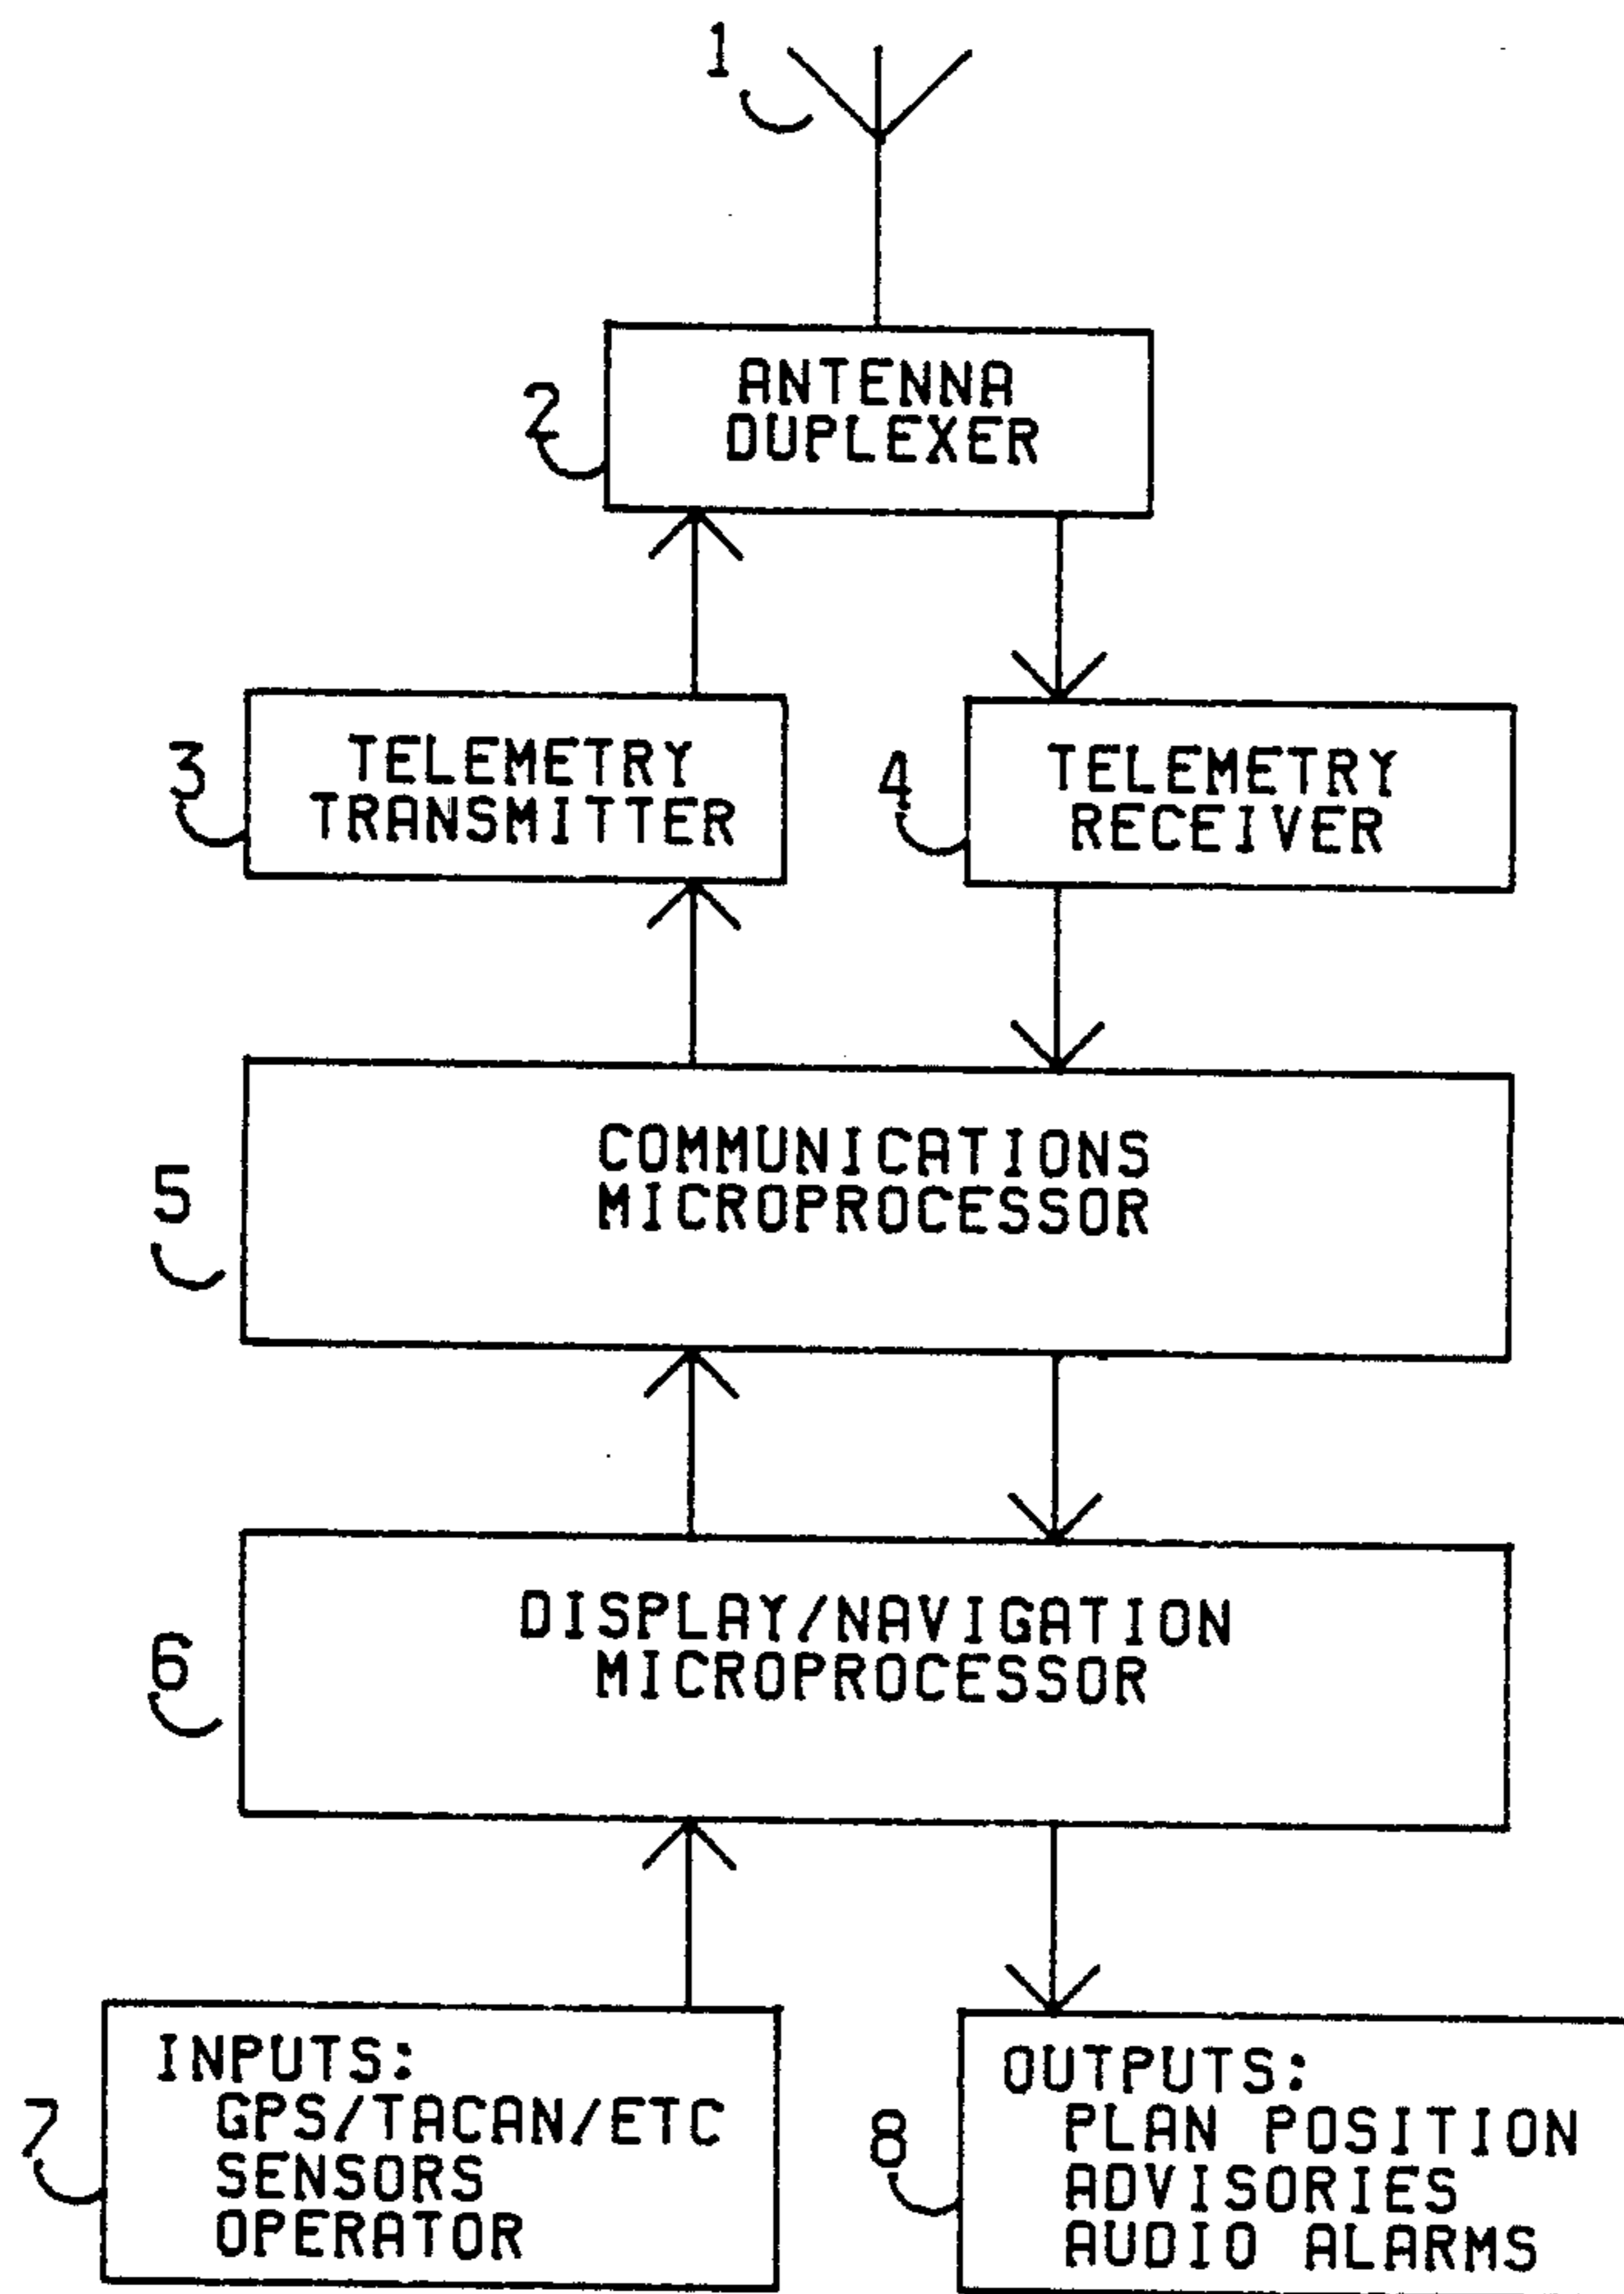 1
2
ANTENNA
DUPLEXER
3
TELEMETRY
TRANSMITTER
4
TELEMETRY
RECEIVER
5
COMMUNICATIONS
MICROPROCESSOR
6
DISPLAY/NAVIGATION
MICROPROCESSOR
7
INPUTS:
GPS/TACAN/ETC
SENSORS
OPERATOR
8
OUTPUTS:
PLAN POSITION
ADVISORIES
AUDIO ALARMS